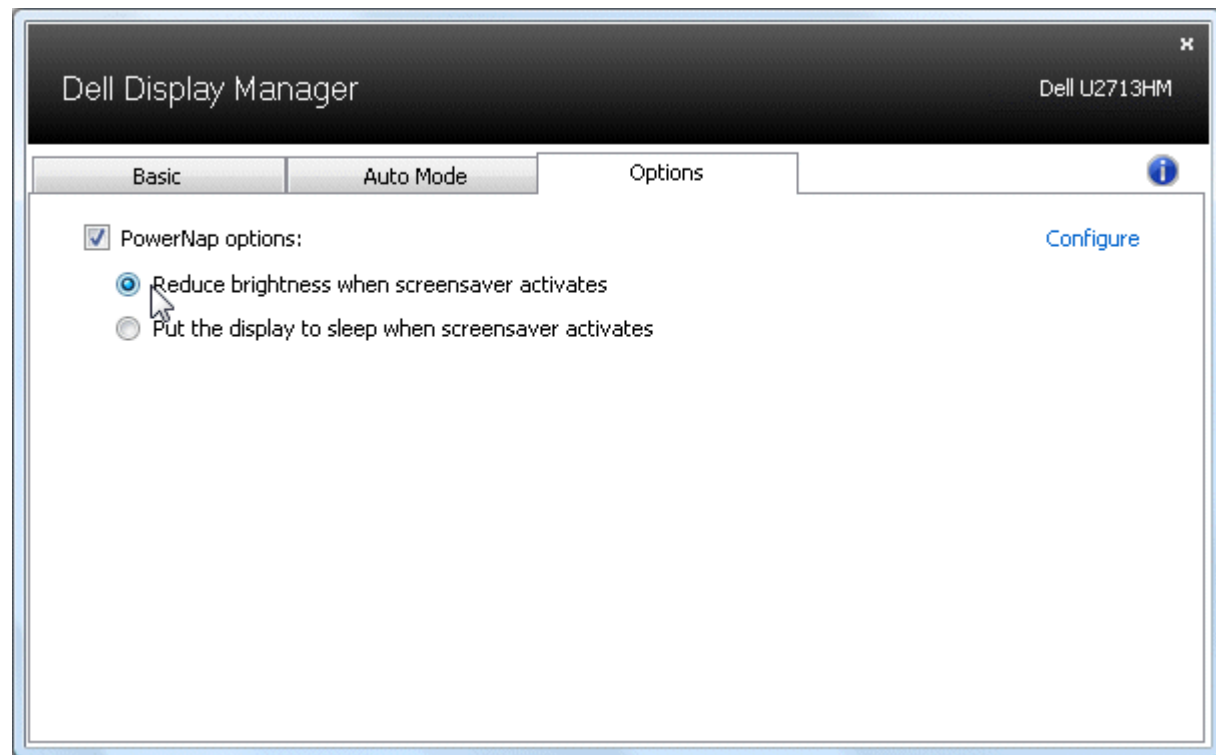 Dell Display Manager
Dell U2713HM
Basic
Auto Mode
Options
PowerNap options:
Configure
Reduce brightness when screensaver activates
Put the display to sleep when screensaver activates